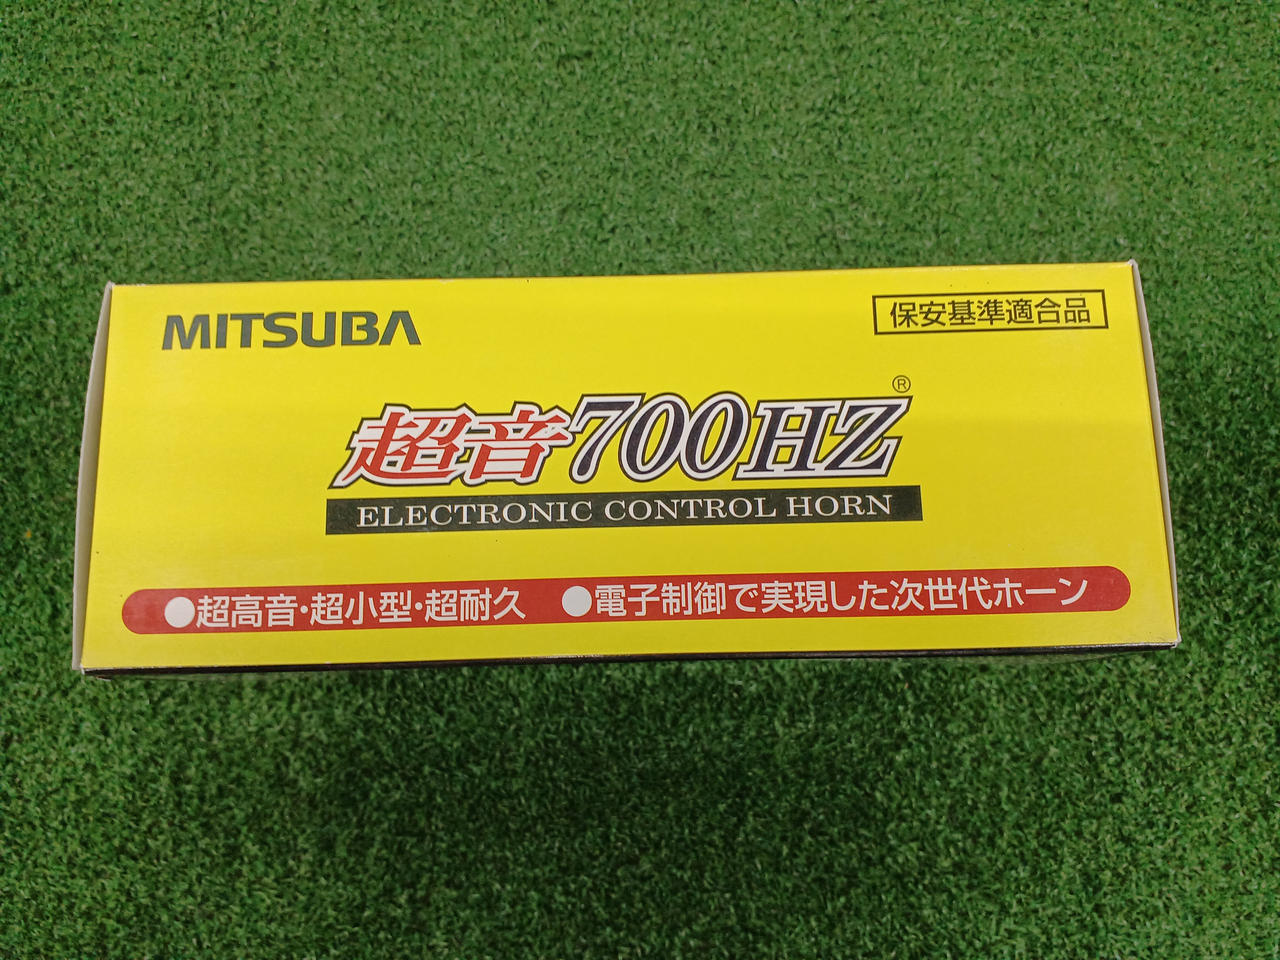 MITSUBA
保安基準適合品
超音700HZ®
ELECTRONIC CONTROL HORN
●超高音・超小型・超耐久 ●電子制御で実現した次世代ホーン